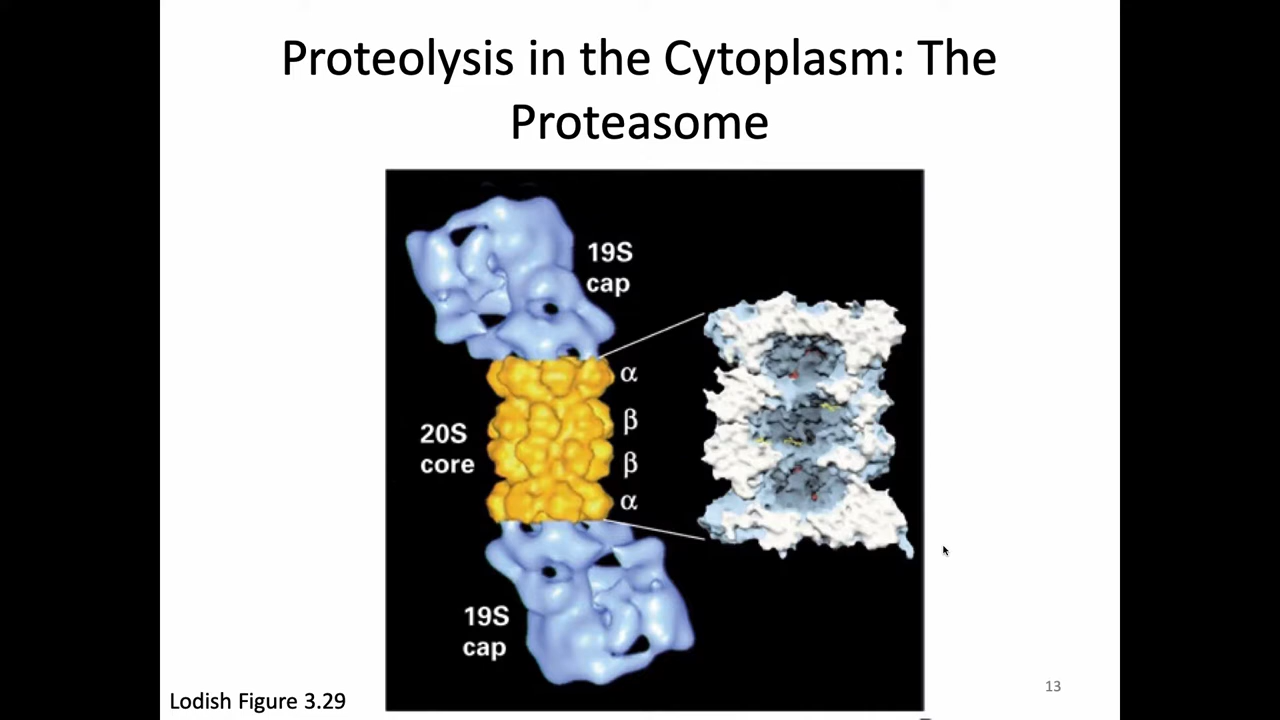 Proteolysis in the Cytoplasm: The
Proteasome
19S
cap
α
β
20S
core
β
α
19S
cap
Lodish Figure 3.29
13